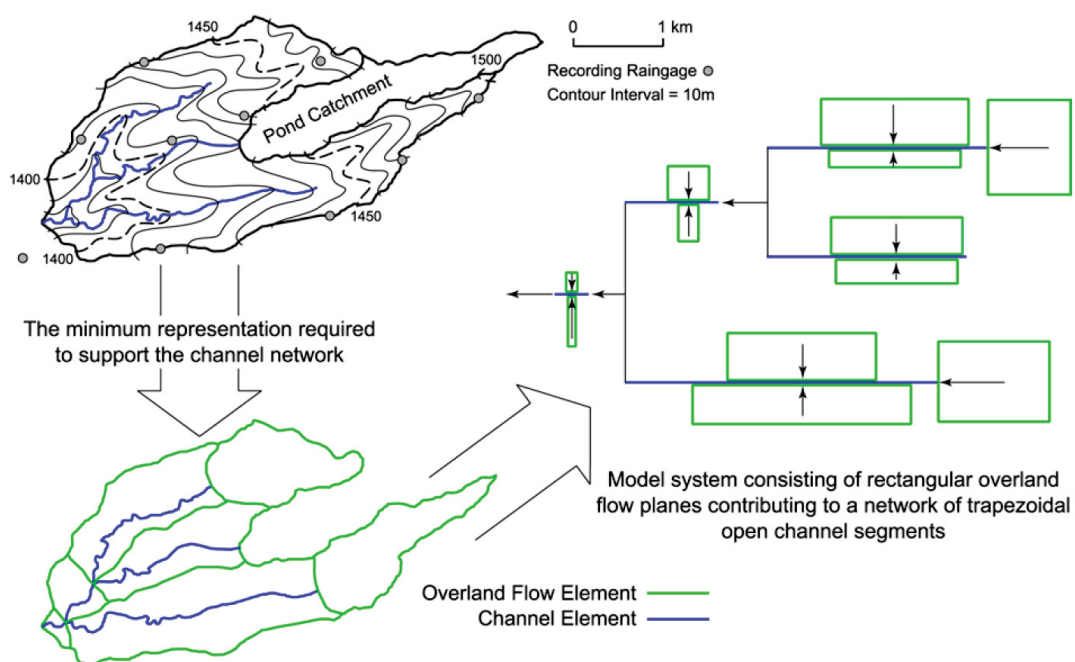 1450
0
1 km
1500
Recording Raingage
Contour Interval = 10m
Pond Catchment
1400
1450
1400
The minimum representation required
to support the channel network
Model system consisting of rectangular overland
flow planes contributing to a network of trapezoidal
open channel segments
Overland Flow Element
Channel Element